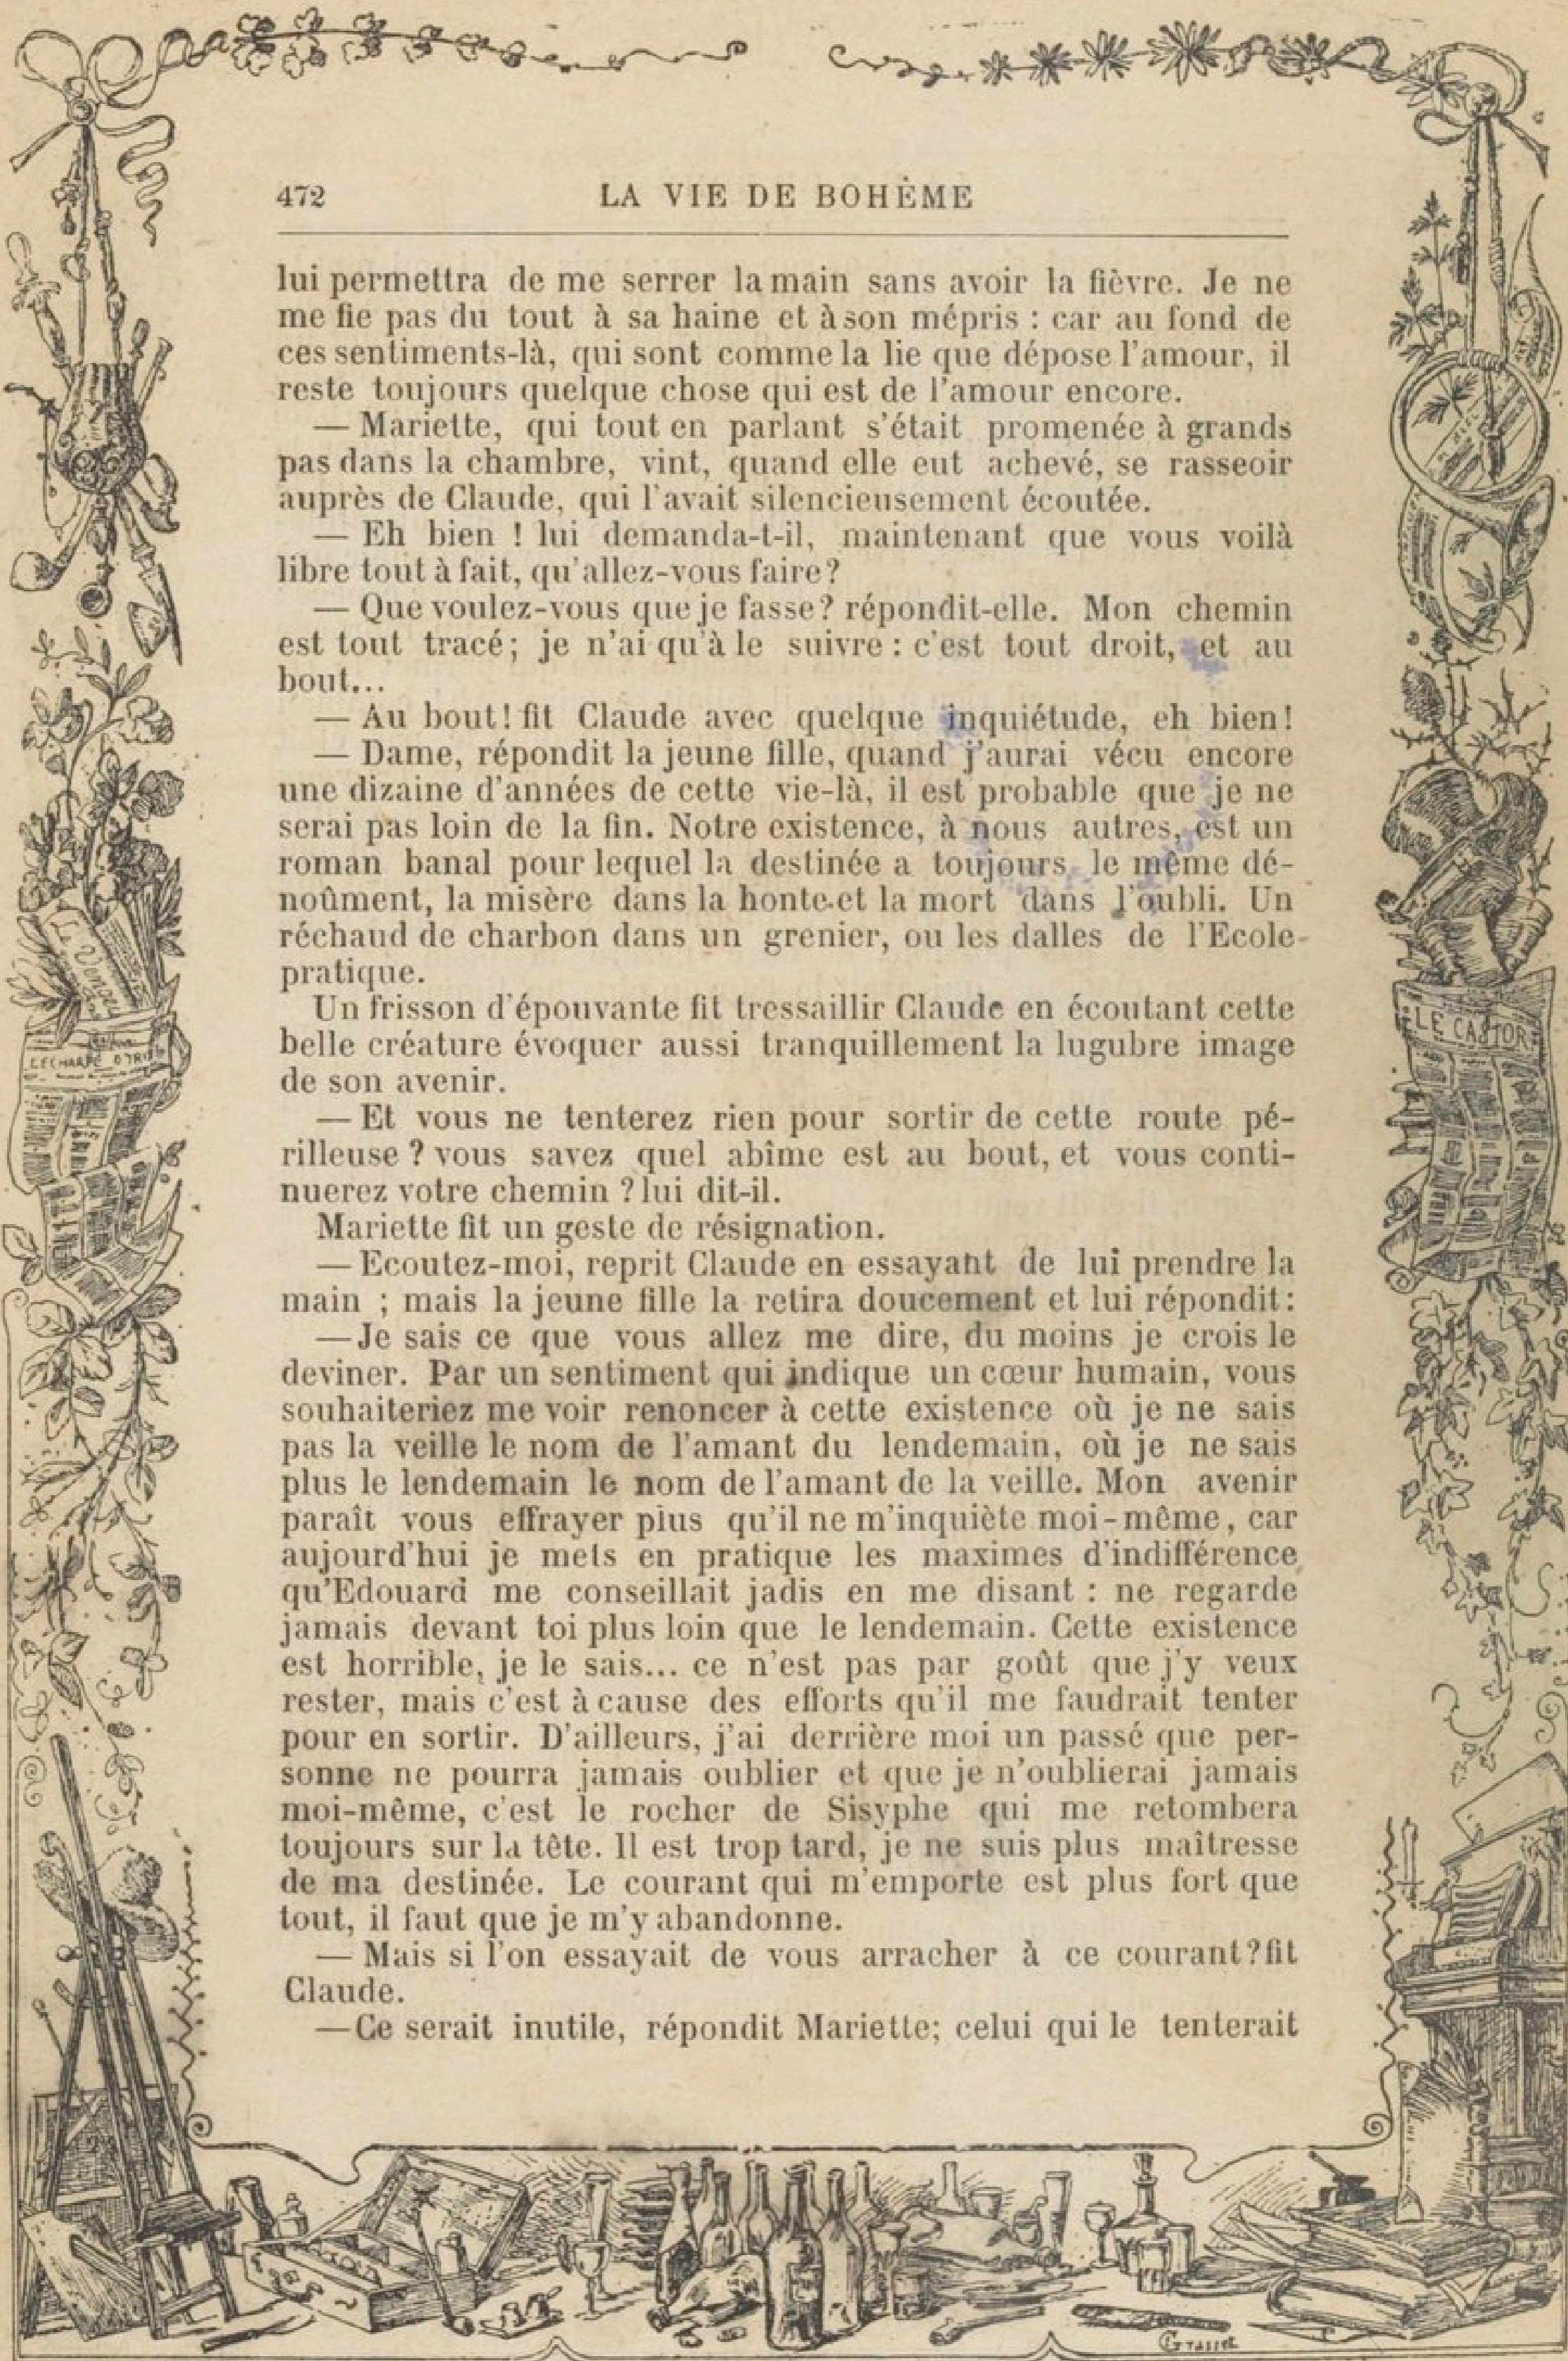 472 LA VIE DE BOHÈME
lui permettra de me serrer la main sans avoir la fièvre. Je ne
me fie pas du tout à sa haine et à son mépris : car au fond de
ces sentiments-là, qui sont comme la lie que dépose l'amour, il
reste toujours quelque chose qui est de l'amour encore.
— Mariette, qui tout en parlant s'était promenée à grands
pas dans la chambre, vint, quand elle eut achevé, se rasseoir
auprès de Claude, qui l'avait silencieusement écoutée.
— Eh bien ! lui demanda-t-il, maintenant que vous voilà
libre tout à fait, qu'allez-vous faire?
— Que voulez-vous que je fasse? répondit-elle. Mon chemin
est tout tracé; je n'ai qu'à le suivre : c'est tout droit, et au
bout...
— Au bout! fit Claude avec quelque inquiétude, eh bien!
— Dame, répondit la jeune fille, quand j'aurai vécu encore
une dizaine d'années de cette vie-là, il est probable que je ne
serai pas loin de la fin. Notre existence, à nous autres, est un
roman banal pour lequel la destinée a toujours le même dé-
noûment, la misère dans la honte et la mort dans l'oubli. Un
réchaud de charbon dans un grenier, ou les dalles de l'Ecole-
pratique.
Un frisson d'épouvante fit tressaillir Claude en écoutant cette
belle créature évoquer aussi tranquillement la lugubre image
de son avenir.
— Et vous ne tenterez rien pour sortir de cette route pé-
rilleuse ? vous savez quel abîme est au bout, et vous conti-
nuerez votre chemin ? lui dit-il.
Mariette fit un geste de résignation.
— Ecoutez-moi, reprit Claude en essayant de lui prendre la
main ; mais la jeune fille la retira doucement et lui répondit:
— Je sais ce que vous allez me dire, du moins je crois le
deviner. Par un sentiment qui indique un cœur humain, vous
souhaiteriez me voir renoncer à cette existence où je ne sais
pas la veille le nom de l'amant du lendemain, où je ne sais
plus le lendemain le nom de l'amant de la veille. Mon avenir
paraît vous effrayer plus qu'il ne m'inquiète moi-même, car
aujourd'hui je mets en pratique les maximes d'indifférence
qu'Edouard me conseillait jadis en me disant : ne regarde
jamais devant toi plus loin que le lendemain. Cette existence
est horrible, je le sais... ce n'est pas par goût que j'y veux
rester, mais c'est à cause des efforts qu'il me faudrait tenter
pour en sortir. D'ailleurs, j'ai derrière moi un passé que per-
sonne ne pourra jamais oublier et que je n'oublierai jamais
moi-même, c'est le rocher de Sisyphe qui me retombera
toujours sur la tête. Il est trop tard, je ne suis plus maîtresse
de ma destinée. Le courant qui m'emporte est plus fort que
tout, il faut que je m'y abandonne.
— Mais si l'on essayait de vous arracher à ce courant? fit
Claude.
— Ce serait inutile, répondit Mariette; celui qui le tenterait
LE CASTOR
L'ECHARPE D'IRIS
GRASSET